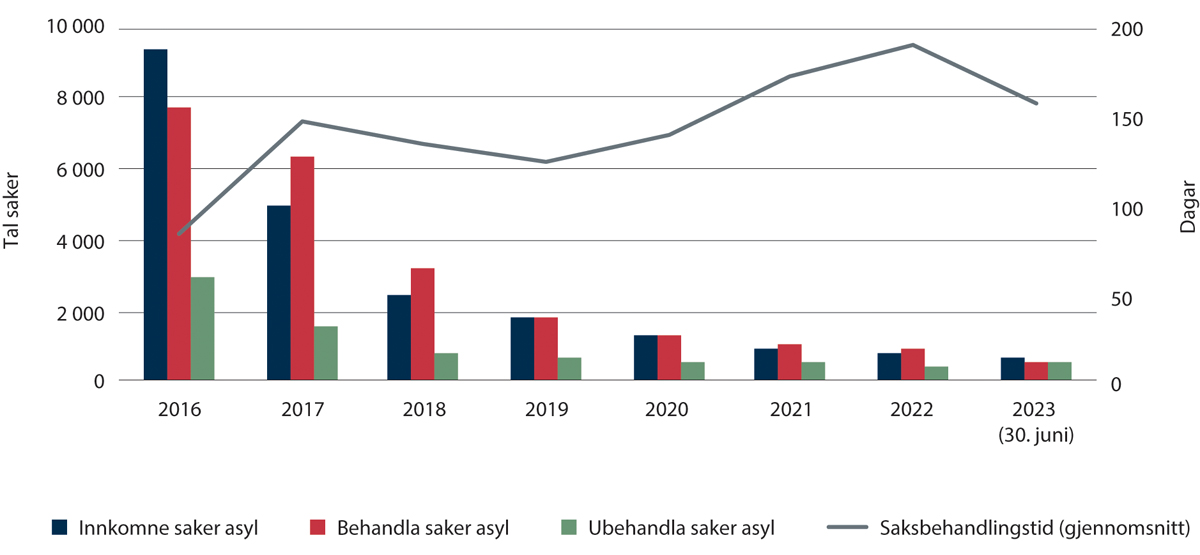 10 000
8 000
6 000
4 000
2 000
0
Tal saker
200
150
100
50
0
Dagar
2016 2017 2018 2019 2020 2021 2022 2023
(30. juni)
Innkomne saker asyl Behandla saker asyl Ubehandla saker asyl Saksbehandlingstid (gjennomsnitt)